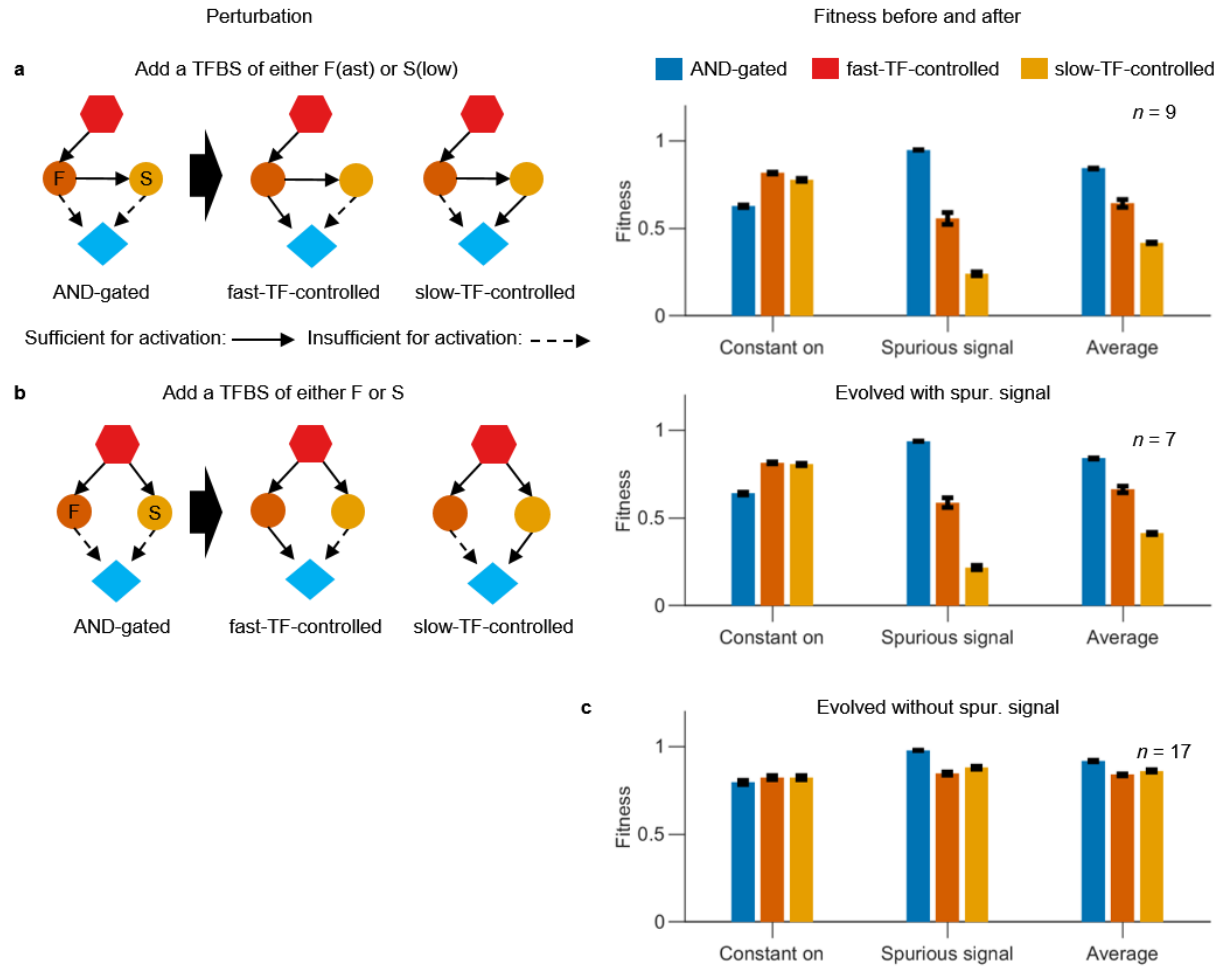 Perturbation
Fitness before and after
a
Add a TFBS of either F(ast) or S(low)
AND-gated fast-TF-controlled slow-TF-controlled
n = 9
F S
AND-gated fast-TF-controlled slow-TF-controlled
Sufficient for activation: Insufficient for activation:
Fitness
1
0.5
0
Constant on Spurious signal Average
b
Add a TFBS of either F or S
Evolved with spur. signal
n = 7
F S
AND-gated fast-TF-controlled slow-TF-controlled
Fitness
1
0.5
0
Constant on Spurious signal Average
c
Evolved without spur. signal
n = 17
Fitness
1
0.5
0
Constant on Spurious signal Average